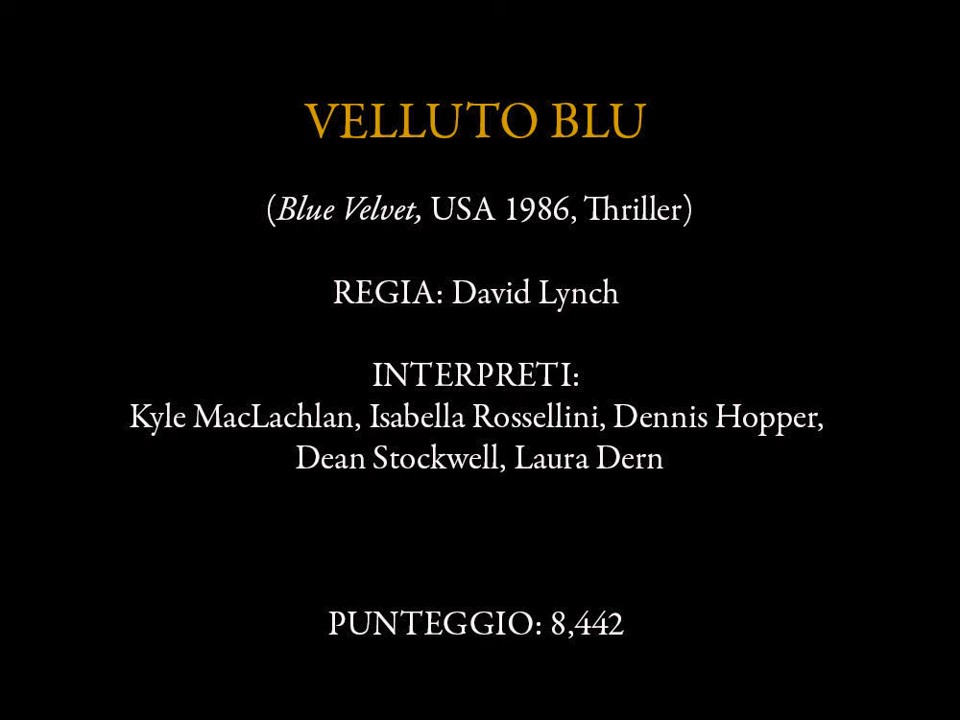 VELLUTO BLU
(Blue Velvet, USA 1986, Thriller)
REGIA: David Lynch
INTERPRETI:
Kyle MacLachlan, Isabella Rossellini, Dennis Hopper,
Dean Stockwell, Laura Dern
PUNTEGGIO: 8,442